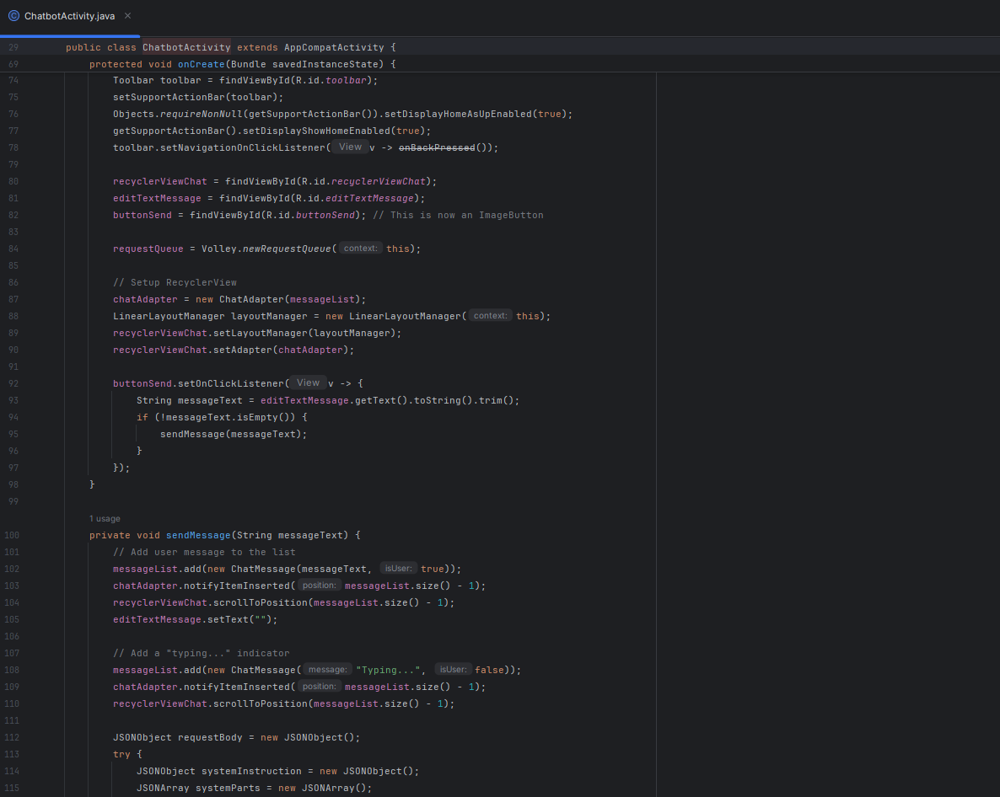 C ChatbotActivity.java ×
29 public class ChatbotActivity extends AppCompatActivity {
69 protected void onCreate(Bundle savedInstanceState) {
74 Toolbar toolbar = findViewById(R.id.toolbar);
75 setSupportActionBar(toolbar);
76 Objects.requireNonNull(getSupportActionBar()).setDisplayHomeAsUpEnabled(true);
77 getSupportActionBar().setDisplayShowHomeEnabled(true);
78 toolbar.setNavigationOnClickListener( View v -> onBackPressed());
79
80 recyclerViewChat = findViewById(R.id.recyclerViewChat);
81 editTextMessage = findViewById(R.id.editTextMessage);
82 buttonSend = findViewById(R.id.buttonSend); // This is now an ImageButton
83
84 requestQueue = Volley.newRequestQueue( context: this);
85
86 // Setup RecyclerView
87 chatAdapter = new ChatAdapter(messageList);
88 LinearLayoutManager layoutManager = new LinearLayoutManager( context: this);
89 recyclerViewChat.setLayoutManager(layoutManager);
90 recyclerViewChat.setAdapter(chatAdapter);
91
92 buttonSend.setOnClickListener( View v -> {
93 String messageText = editTextMessage.getText().toString().trim();
94 if (!messageText.isEmpty()) {
95 sendMessage(messageText);
96 }
97 });
98 }
99
1 usage
100 private void sendMessage(String messageText) {
101 // Add user message to the list
102 messageList.add(new ChatMessage(messageText, isUser: true));
103 chatAdapter.notifyItemInserted( position: messageList.size() - 1);
104 recyclerViewChat.scrollToPosition(messageList.size() - 1);
105 editTextMessage.setText("");
106
107 // Add a "typing..." indicator
108 messageList.add(new ChatMessage( message: "Typing...", isUser: false));
109 chatAdapter.notifyItemInserted( position: messageList.size() - 1);
110 recyclerViewChat.scrollToPosition(messageList.size() - 1);
111
112 JSONObject requestBody = new JSONObject();
113 try {
114 JSONObject systemInstruction = new JSONObject();
115 JSONArray systemParts = new JSONArray();